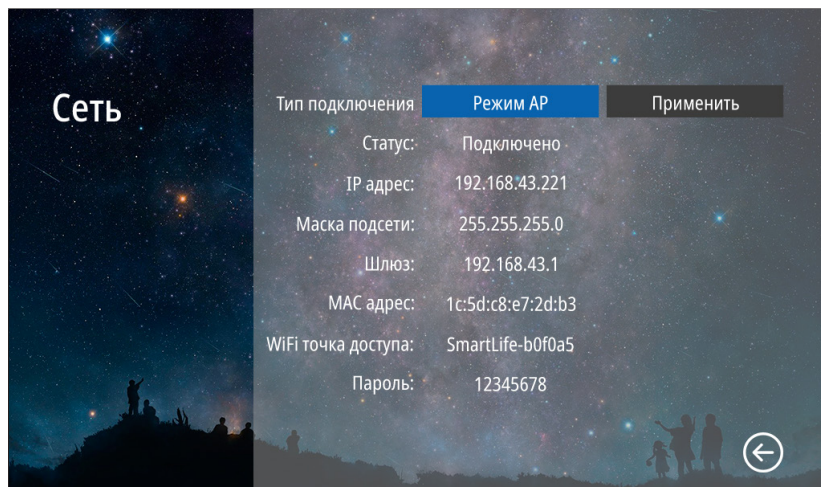 Сеть
Тип подключения Режим AP Применить
Статус: Подключено
IP адрес: 192.168.43.221
Маска подсети: 255.255.255.0
Шлюз: 192.168.43.1
MAC адрес: 1c:5d:c8:e7:2d:b3
WiFi точка доступа: SmartLife-b0f0a5
Пароль: 12345678